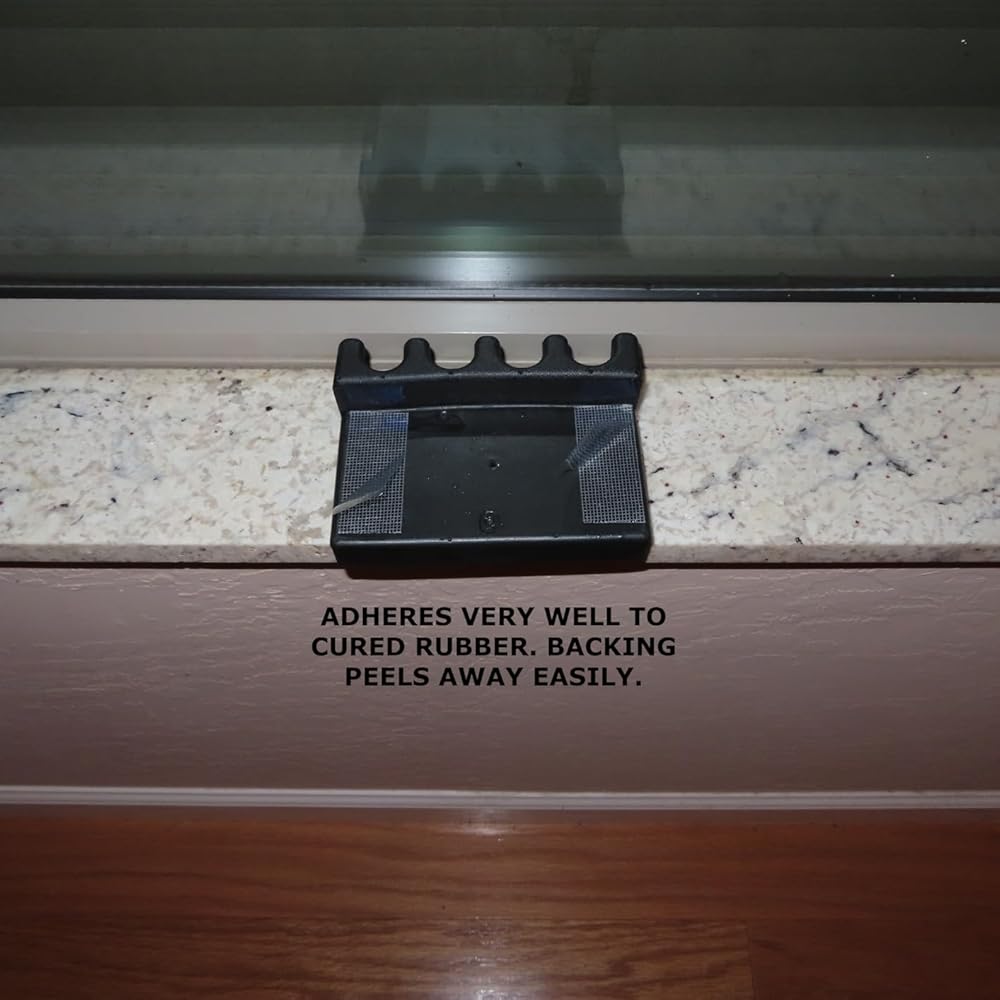 ADHERES VERY WELL TO
CURED RUBBER. BACKING
PEELS AWAY EASILY.